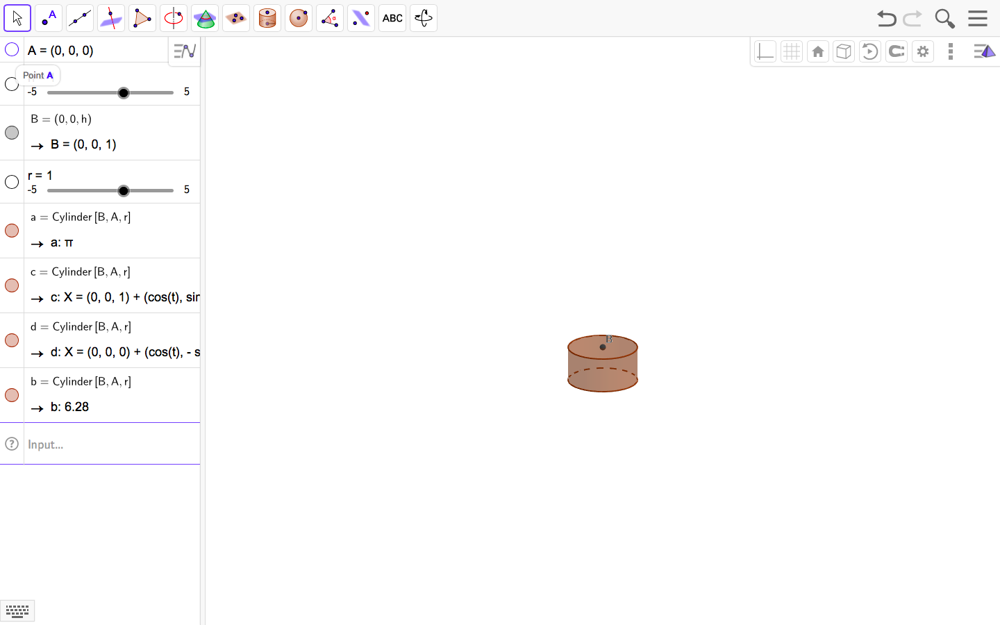 A
α
ABC
A = (0, 0, 0)
Point A
-5 5
B = (0, 0, h)
→ B = (0, 0, 1)
r = 1
-5 5
a = Cylinder [B, A, r]
→ a: π
c = Cylinder [B, A, r]
→ c: X = (0, 0, 1) + (cos(t), sin
d = Cylinder [B, A, r]
→ d: X = (0, 0, 0) + (cos(t), - s
b = Cylinder [B, A, r]
→ b: 6.28
? Input...
B